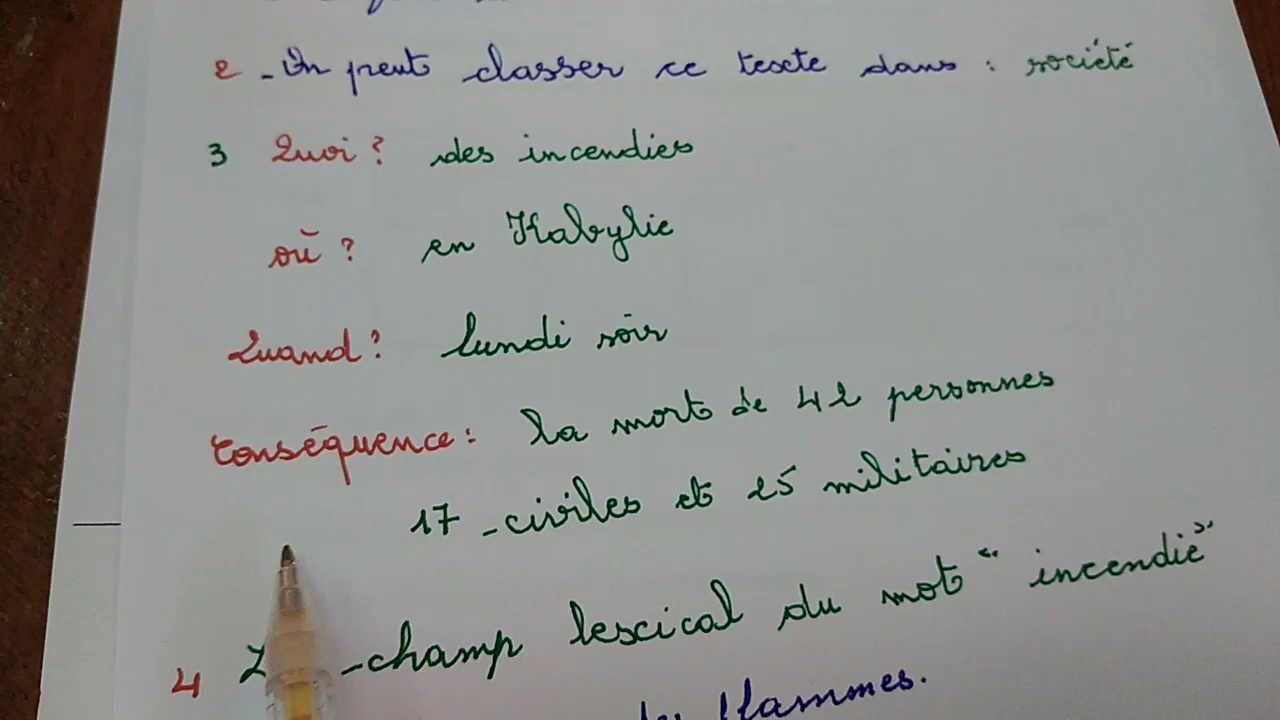 2 - On peut classer ce texte dans : société
3 Quoi ? des incendies
où ? en Kabylie
Quand ? lundi soir
Conséquence : la mort de 42 personnes
17 - civiles et 25 militaires
4 - champ lexical du mot " incendie "
flammes.